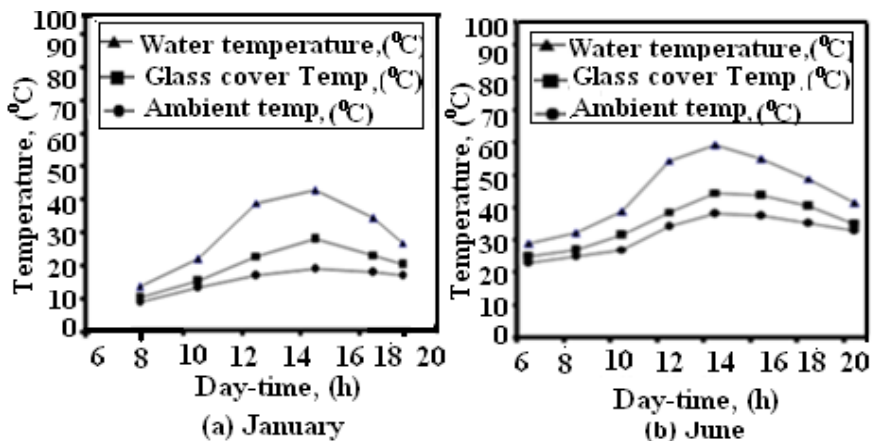 100
90
80
70
60
50
40
30
20
10
0
Temperature, (⁰C)
Water temperature,(⁰C)
Glass cover Temp,(⁰C)
Ambient temp,(⁰C)
6 8 10 12 14 16 18 20
Day-time, (h)
(a) January
100
90
80
70
60
50
40
30
20
10
0
Temperature, (⁰C)
Water temperature,(⁰C)
Glass cover Temp,(⁰C)
Ambient temp,(⁰C)
6 8 10 12 14 16 18 20
Day-time, (h)
(b) June